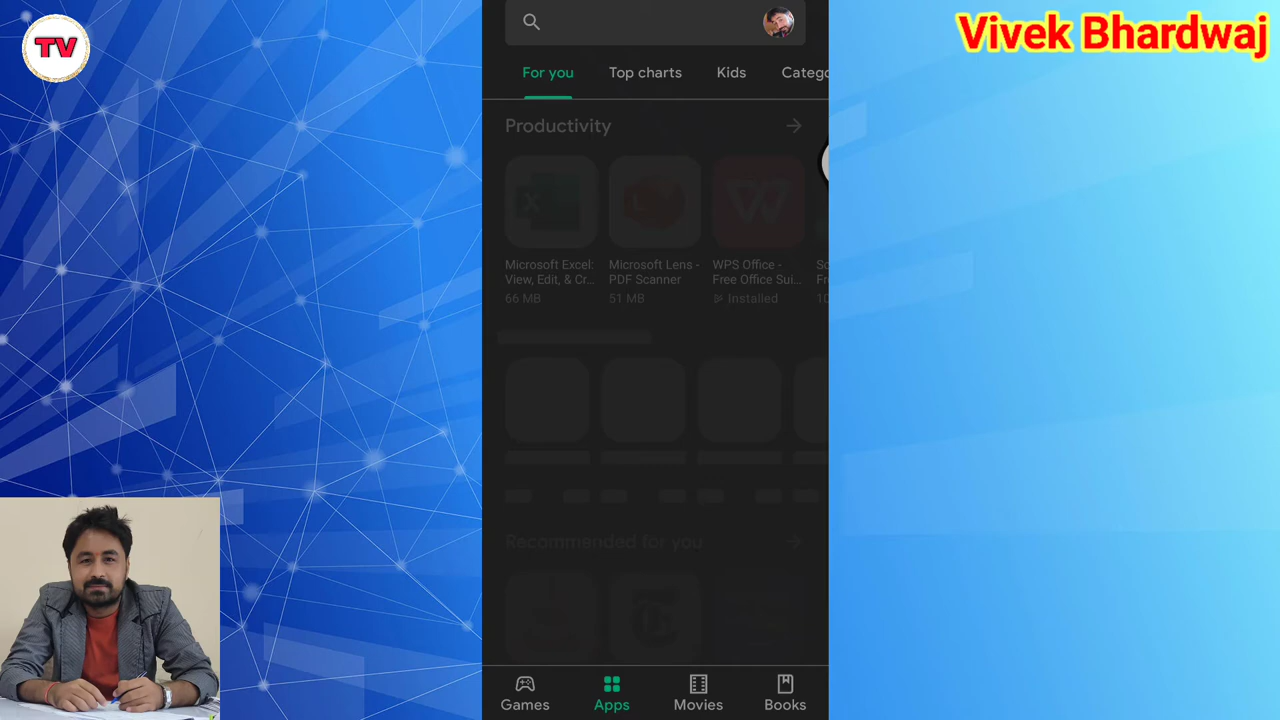 TV
Vivek Bhardwaj
For you Top charts Kids Catego
Productivity
Microsoft Excel: View, Edit, & Cr...
66 MB
Microsoft Lens - PDF Scanner
51 MB
WPS Office - Free Office Sui...
Installed
Recommended for you
Games Apps Movies Books